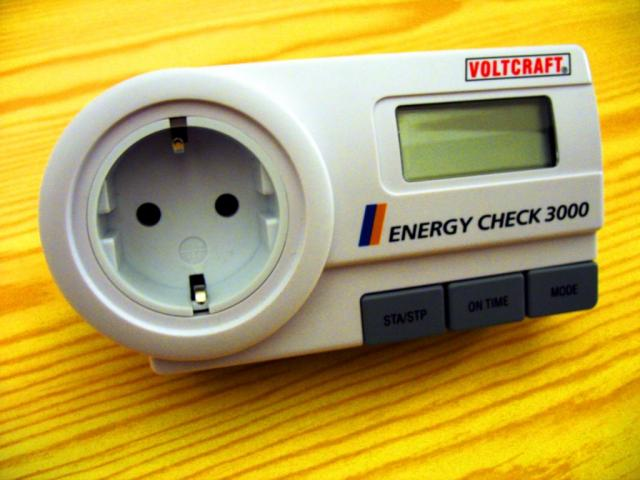 VOLTCRAFT®
ENERGY CHECK 3000
STA/STP
ON TIME
MODE